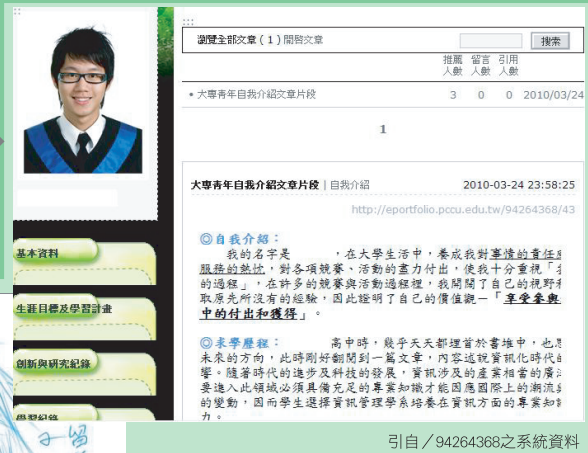 瀏覽全部文章 ( 1 ) 開啓文章
搜索
推薦人數 留言人數 引用人數
• 大專青年自我介紹文章片段 3 0 0 2010/03/24
1
大專青年自我介紹文章片段 | 自我介紹 2010-03-24 23:58:25
http://eportfolio.pccu.edu.tw/94264368/43
◎自我介紹:
我的名字是 ,在大學生活中,養成我對事情的責任
服務的熱忱,對各項競賽、活動的盡力付出,使我十分重視「
的過程」,在許多的競賽與活動過程裡,我開闊了自己的視野
取原先所沒有的經驗,因此證明了自己的價值觀–「享受參與
中的付出和獲得」。
◎求學歷程: 高中時,幾乎天天都埋首於書堆中,也
未來的方向,此時剛好翻閱到一篇文章,內容述說資訊化時代的
響。隨著時代的進步及科技的發展,資訊涉及的產業相當的廣
要進入此領域必須具備充足的專業知識才能因應國際上的潮流
的變動,因而學生選擇資訊管理學系培養在資訊方面的專業知
力。
基本資料
生涯目標及學習計畫
創新與研究紀錄
學習紀錄
引自/94264368之系統資料